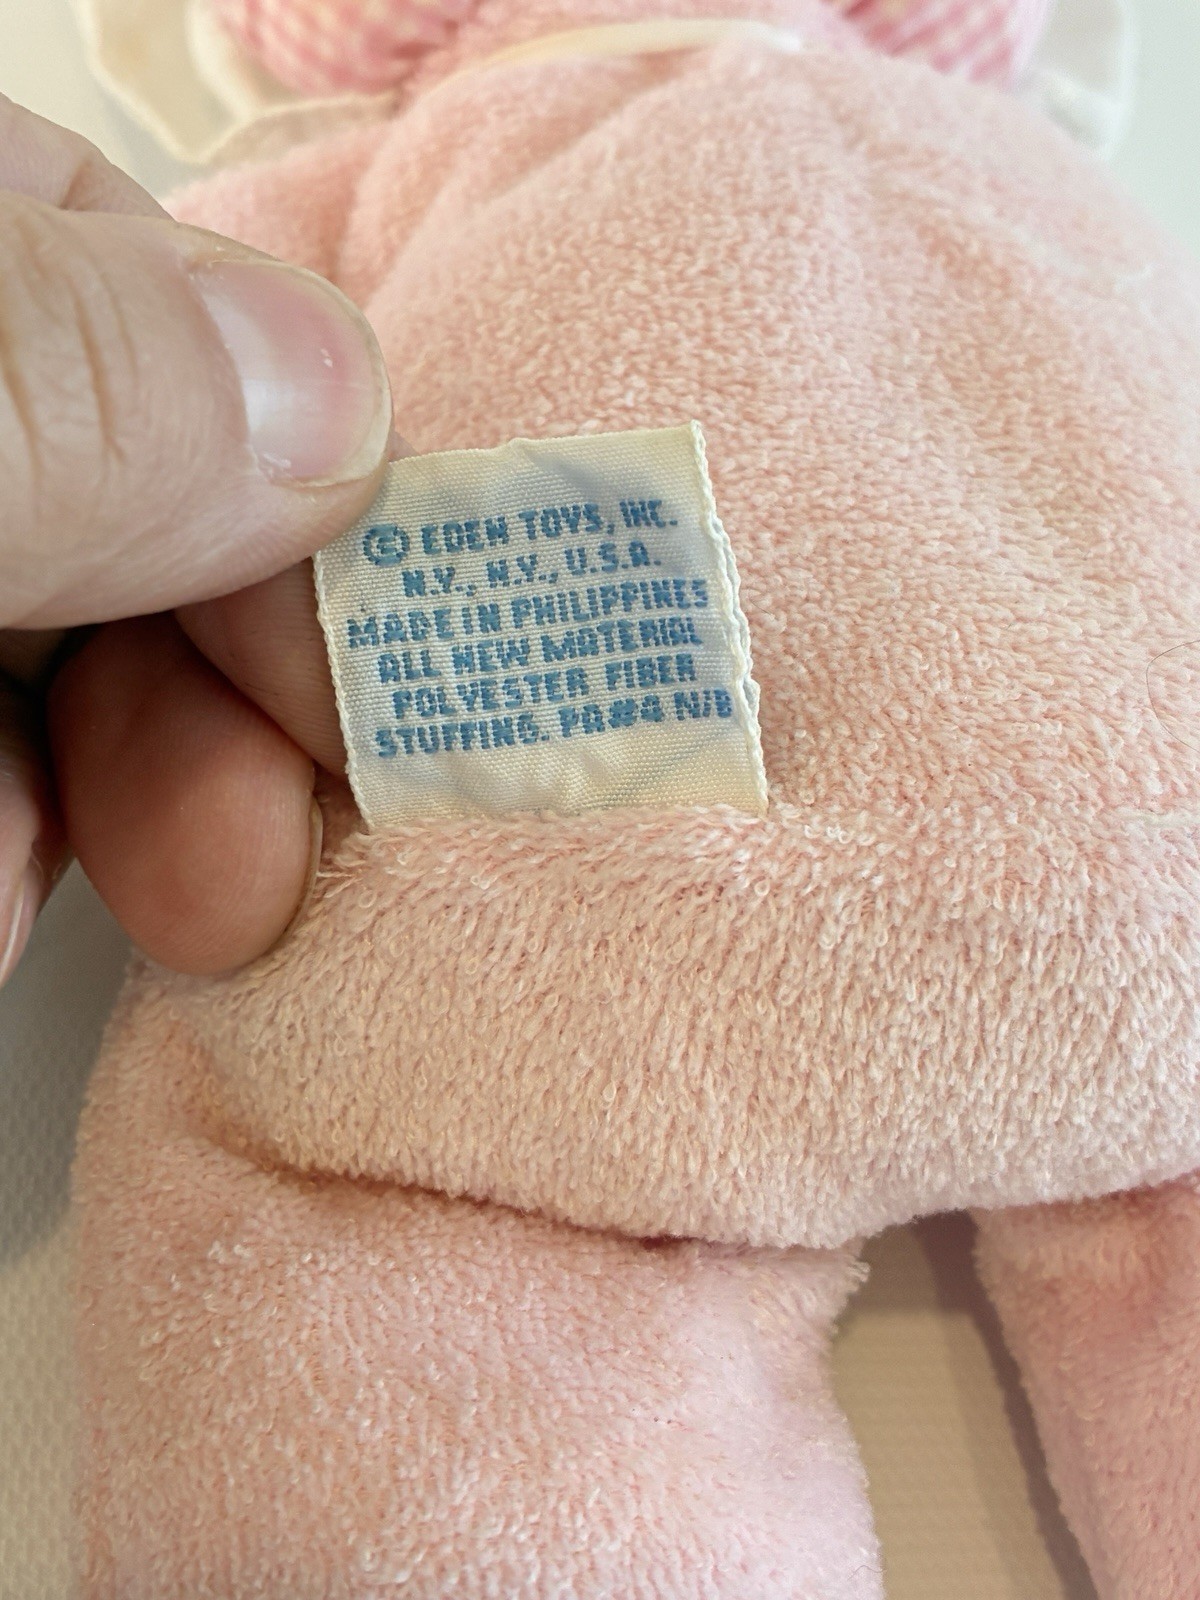 © EDEN TOYS, INC.
N.Y., N.Y., U.S.A.
MADE IN PHILIPPINES
ALL NEW MATERIAL
POLYESTER FIBER
STUFFING. PA#4 N/B